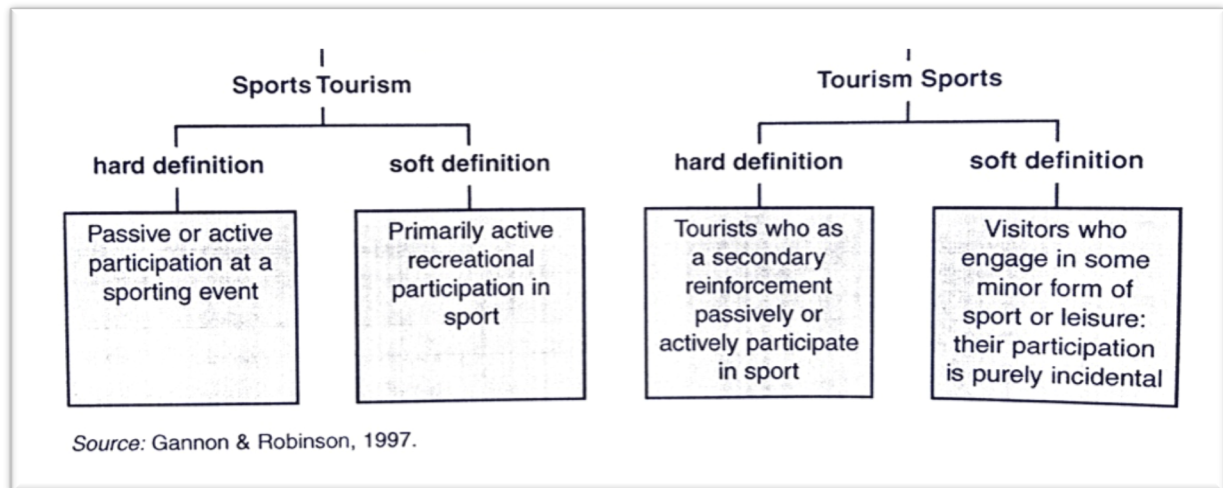 Sports Tourism
hard definition
Passive or active
participation at a
sporting event
soft definition
Primarily active
recreational
participation in
sport
Tourism Sports
hard definition
Tourists who as
a secondary
reinforcement
passively or
actively participate
in sport
soft definition
Visitors who
engage in some
minor form of
sport or leisure:
their participation
is purely incidental
Source: Gannon & Robinson, 1997.